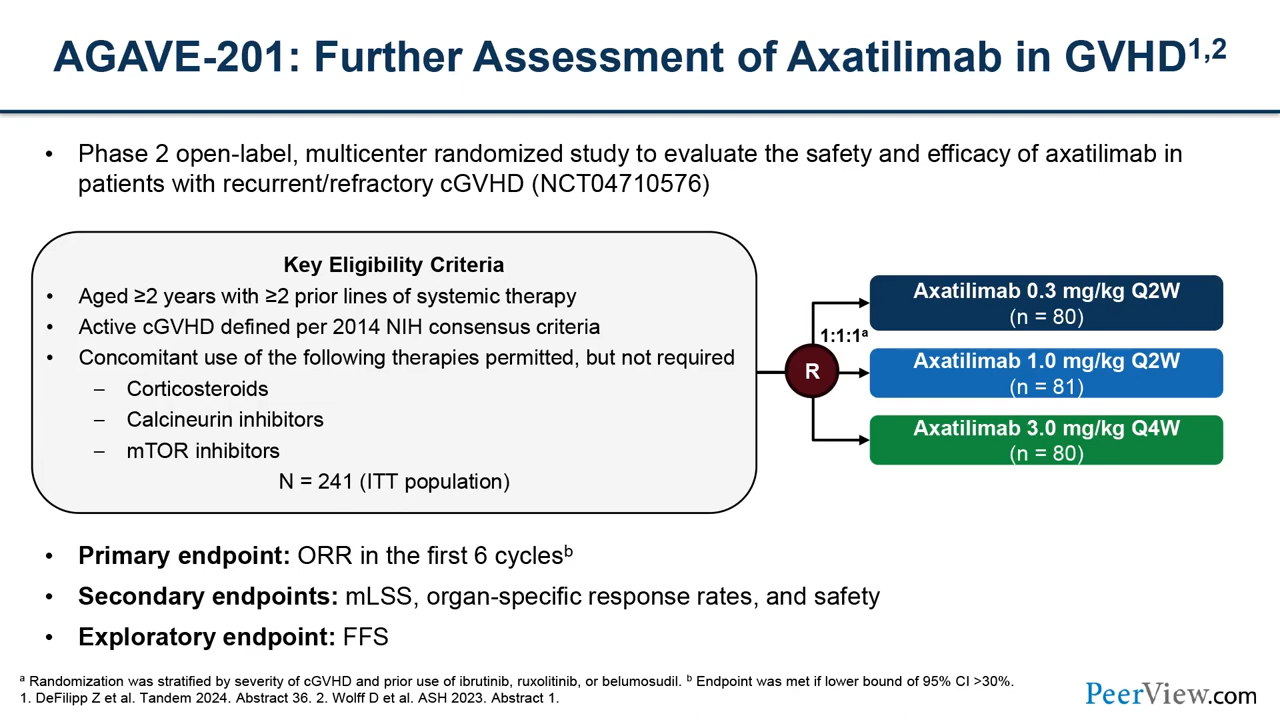 AGAVE-201: Further Assessment of Axatilimab in GVHD1,2
• Phase 2 open-label, multicenter randomized study to evaluate the safety and efficacy of axatilimab in
patients with recurrent/refractory cGVHD (NCT04710576)
Key Eligibility Criteria
• Aged ≥2 years with ≥2 prior lines of systemic therapy
• Active cGVHD defined per 2014 NIH consensus criteria
• Concomitant use of the following therapies permitted, but not required
– Corticosteroids
– Calcineurin inhibitors
– mTOR inhibitors
N = 241 (ITT population)
R
1:1:1a
Axatilimab 0.3 mg/kg Q2W
(n = 80)
Axatilimab 1.0 mg/kg Q2W
(n = 81)
Axatilimab 3.0 mg/kg Q4W
(n = 80)
• Primary endpoint: ORR in the first 6 cyclesb
• Secondary endpoints: mLSS, organ-specific response rates, and safety
• Exploratory endpoint: FFS
a Randomization was stratified by severity of cGVHD and prior use of ibrutinib, ruxolitinib, or belumosudil. b Endpoint was met if lower bound of 95% CI >30%.
1. DeFilipp Z et al. Tandem 2024. Abstract 36. 2. Wolff D et al. ASH 2023. Abstract 1.
PeerView.com